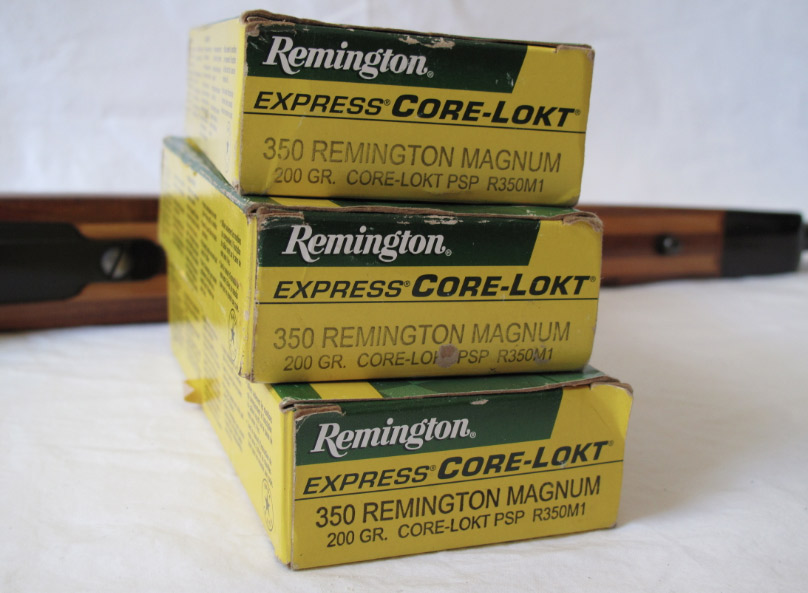 Remington®
EXPRESS® CORE-LOKT®
350 REMINGTON MAGNUM
200 GR. CORE-LOKT PSP R350M1
Remington®
EXPRESS® CORE-LOKT®
350 REMINGTON MAGNUM
200 GR. CORE-LOKT PSP R350M1
Remington®
EXPRESS® CORE-LOKT®
350 REMINGTON MAGNUM
200 GR. CORE-LOKT PSP R350M1